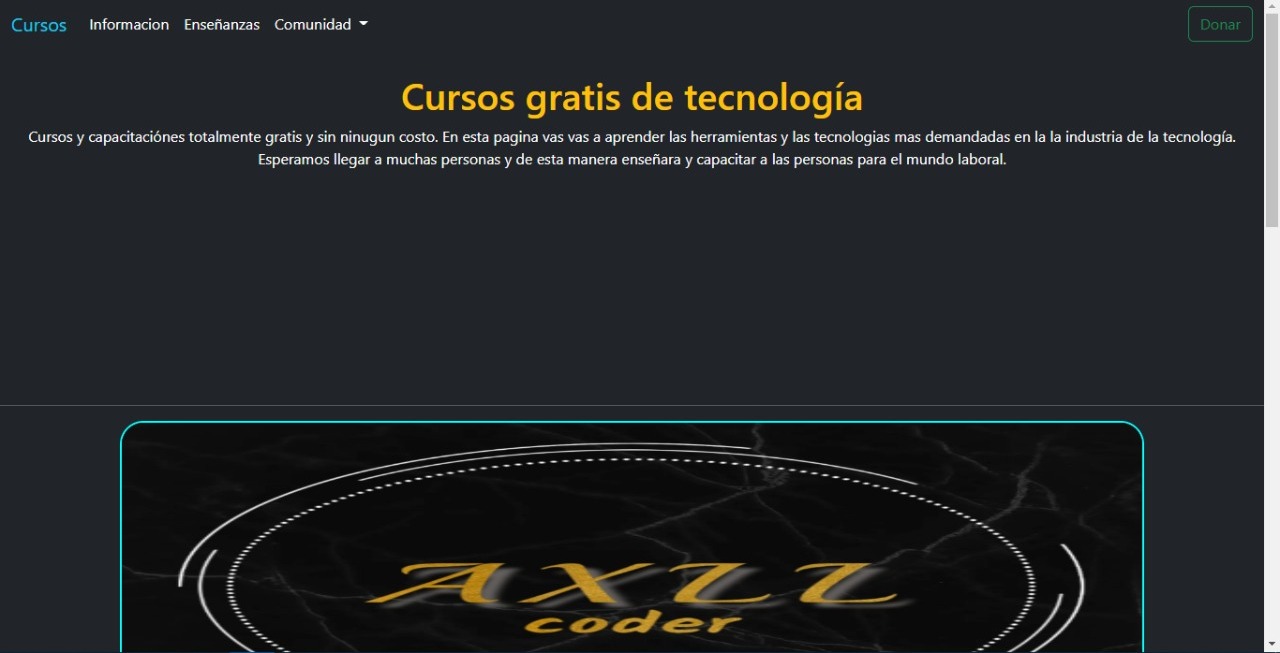 Cursos Informacion Enseñanzas Comunidad Donar
Cursos gratis de tecnología
Cursos y capacitaciónes totalmente gratis y sin ninugun costo. En esta pagina vas vas a aprender las herramientas y las tecnologias mas demandadas en la la industria de la tecnología.
Esperamos llegar a muchas personas y de esta manera enseñara y capacitar a las personas para el mundo laboral.
AXLL
coder